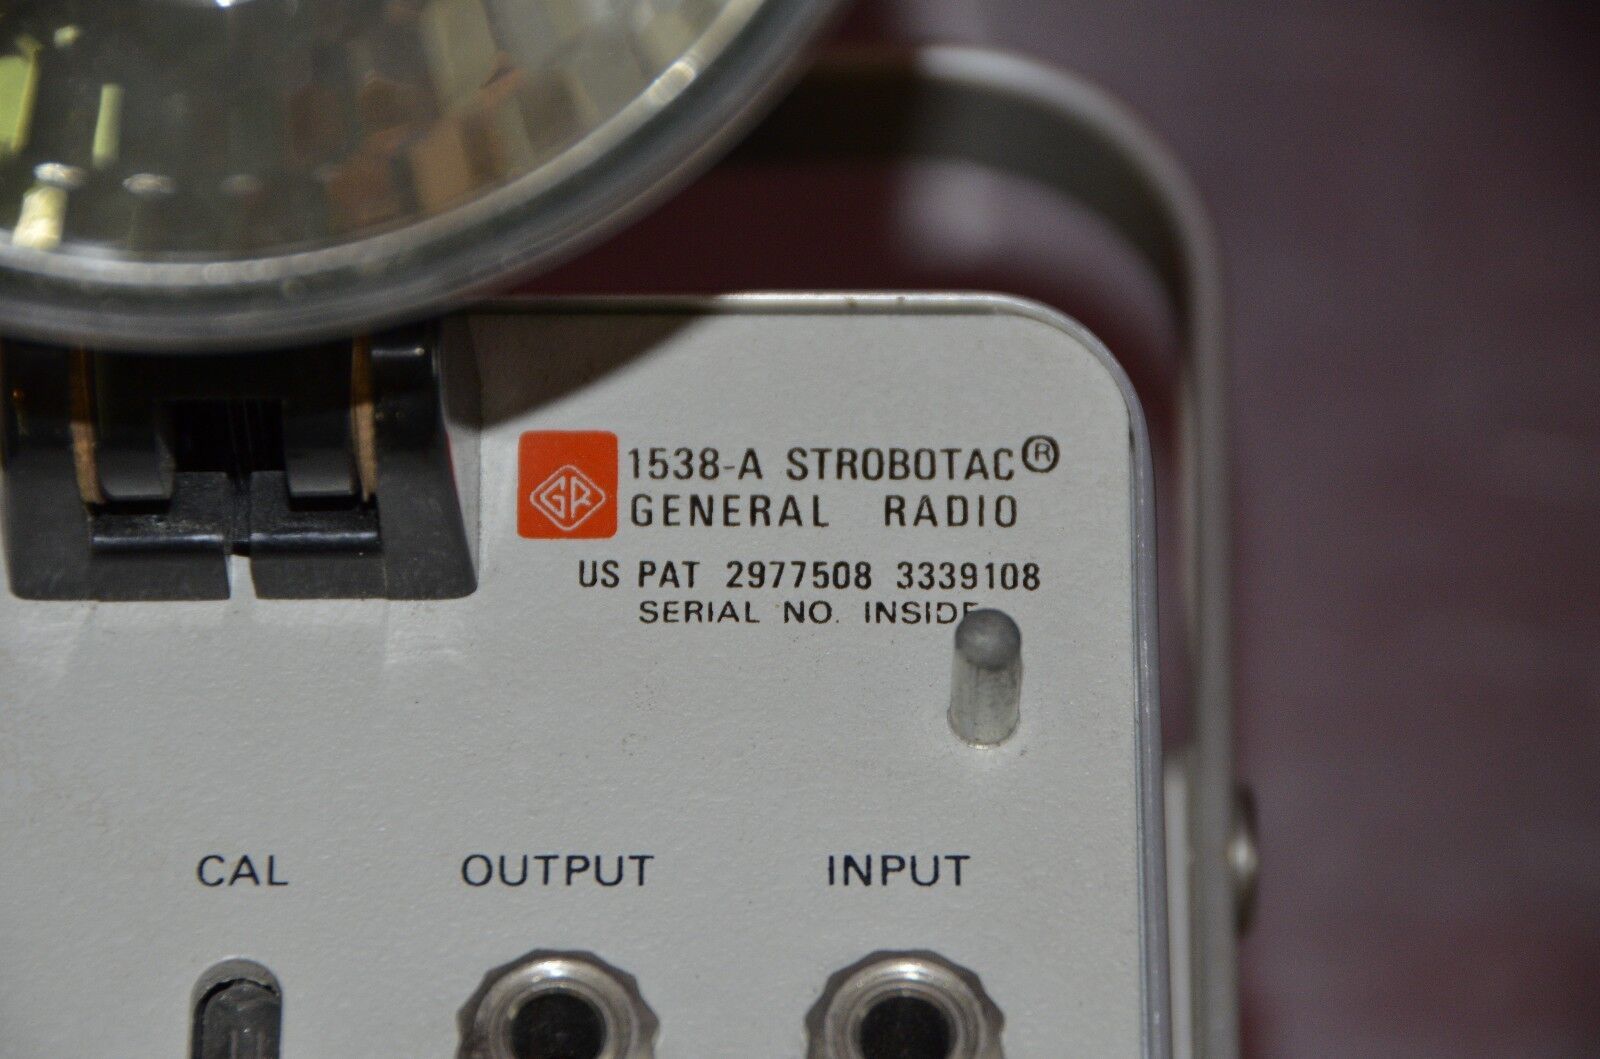 1538-A STROBOTAC®
GR GENERAL RADIO
US PAT 2977508 3339108
SERIAL NO. INSIDE
CAL OUTPUT INPUT